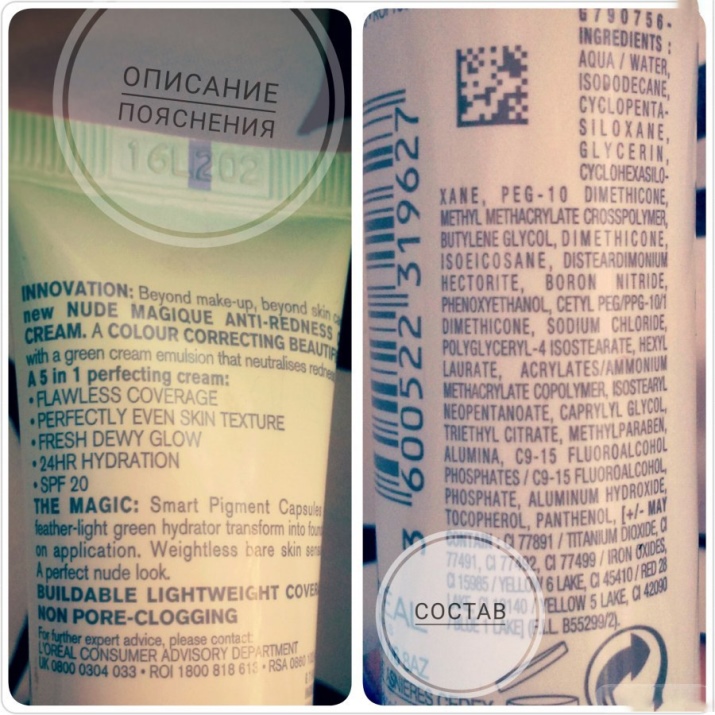 ОПИСАНИЕ
ПОЯСНЕНИЯ
16L202
INNOVATION: Beyond make-up, beyond skin
new NUDE MAGIQUE ANTI-REDNESS
CREAM. A COLOUR CORRECTING
with a green cream emulsion that neutralises
A 5 in 1 perfecting cream:
• FLAWLESS COVERAGE
• PERFECTLY EVEN SKIN TEXTURE
• FRESH DEWY GLOW
• 24HR HYDRATION
• SPF 20
THE MAGIC: Smart Pigment Capsules
feather-light green hydrator transform into
on application. Weightless bare skin
A perfect nude look.
BUILDABLE LIGHTWEIGHT
NON PORE-CLOGGING
For further expert advice, please contact:
L'ORÉAL CONSUMER ADVISORY DEPARTMENT
UK 0800 0304 033 • ROI 1800 818 613 • RSA
G790756-
INGREDIENTS :
AQUA / WATER,
ISODODECANE,
CYCLOPENTA-
SILOXANE,
GLYCERIN,
CYCLOHEXASILO-
XANE, PEG-10 DIMETHICONE,
METHYL METHACRYLATE CROSSPOLYMER,
BUTYLENE GLYCOL, DIMETHICONE,
ISOEICOSANE, DISTEARDIMONIUM
HECTORITE, BORON NITRIDE,
PHENOXYETHANOL, CETYL PEG/PPG-10/1
DIMETHICONE, SODIUM CHLORIDE,
POLYGLYCERYL-4 ISOSTEARATE, HEXYL
LAURATE, ACRYLATES/AMMONIUM
METHACRYLATE COPOLYMER, ISOSTEARYL
NEOPENTANOATE, CAPRYLYL GLYCOL,
TRIETHYL CITRATE, METHYLPARABEN,
ALUMINA, C9-15 FLUOROALCOHOL
PHOSPHATES / C9-15 FLUOROALCOHOL,
PHOSPHATE, ALUMINUM HYDROXIDE,
TOCOPHEROL, PANTHENOL, [+/- MAY
CONTAIN : CI 77891 / TITANIUM DIOXIDE, CI
77491, CI 77492, CI 77499 / IRON OXIDES,
CI 15985 / YELLOW 6 LAKE, CI 45410 / RED 28
LAKE, CI 19140 / YELLOW 5 LAKE, CI 42090
/ BLUE 1 LAKE] (F.I.L. B55299/2).
3 600522 319627
СОСТАВ
ASNIERES CEDEX